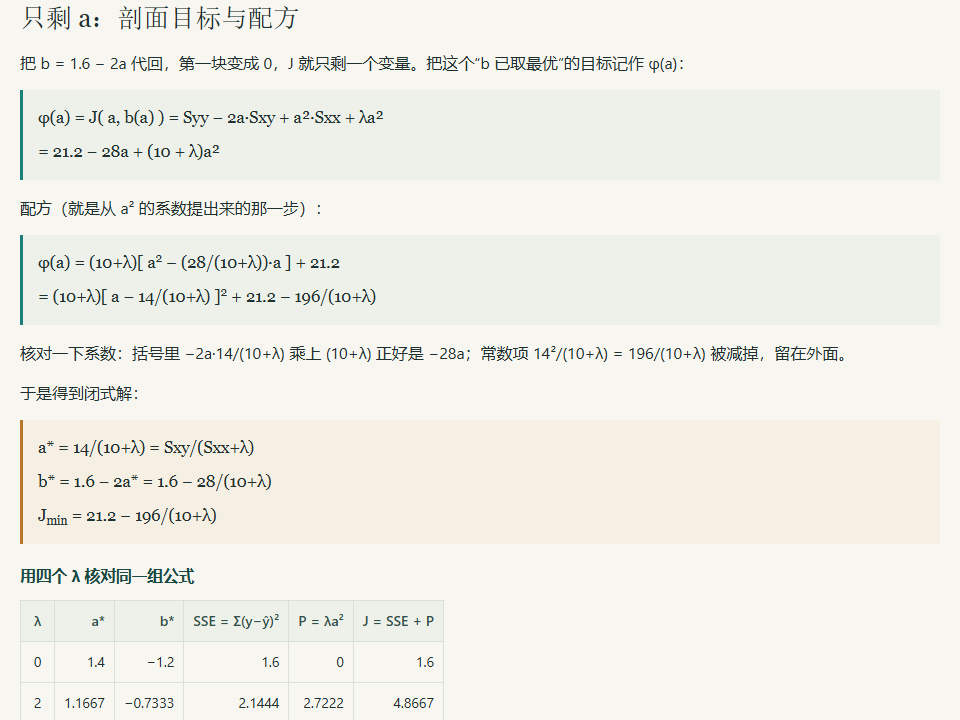 只剩 a：剖面目标与配方
把 b = 1.6 − 2a 代回，第一块变成 0，J 就只剩一个变量。把这个“b 已取最优”的目标记作 φ(a)：
φ(a) = J( a, b(a) ) = Syy − 2a·Sxy + a²·Sxx + λa²
= 21.2 − 28a + (10 + λ)a²
配方（就是从 a² 的系数提出来的那一步）：
φ(a) = (10+λ)[ a² − (28/(10+λ))·a ] + 21.2
= (10+λ)[ a − 14/(10+λ) ]² + 21.2 − 196/(10+λ)
核对一下系数：括号里 −2a·14/(10+λ) 乘上 (10+λ) 正好是 −28a；常数项 14²/(10+λ) = 196/(10+λ) 被减掉，留在外面。
于是得到闭式解：
a* = 14/(10+λ) = Sxy/(Sxx+λ)
b* = 1.6 − 2a* = 1.6 − 28/(10+λ)
Jmin = 21.2 − 196/(10+λ)
用四个 λ 核对同一组公式
λ a* b* SSE = Σ(y−ŷ)² P = λa² J = SSE + P
0 1.4 −1.2 1.6 0 1.6
2 1.1667 −0.7333 2.1444 2.7222 4.8667